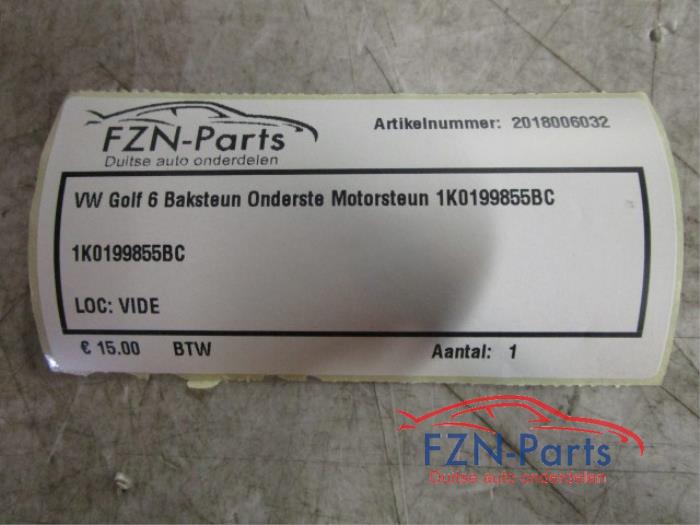 FZN-Parts
Duitse auto onderdelen
Artikelnummer: 2018006032
VW Golf 6 Baksteun Onderste Motorsteun 1K0199855BC
1K0199855BC
LOC: VIDE
€ 15.00 BTW Aantal: 1
FZN-Parts
Duitse auto onderdelen